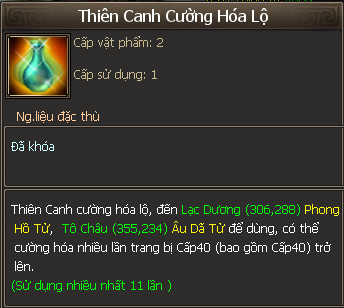 Thiên Canh Cường Hóa Lộ
Cấp vật phẩm: 2
Cấp sử dụng: 1
Ng.liệu đặc thù
Đã khóa
Thiên Canh cường hóa lộ, đến Lạc Dương (306,288) Phong
Hồ Tử, Tô Châu (355,234) Âu Dã Tử để dùng, có thể
cường hóa nhiều lần trang bị Cấp40 (bao gồm Cấp40) trở
lên.
(Sử dụng nhiều nhất 11 lần )